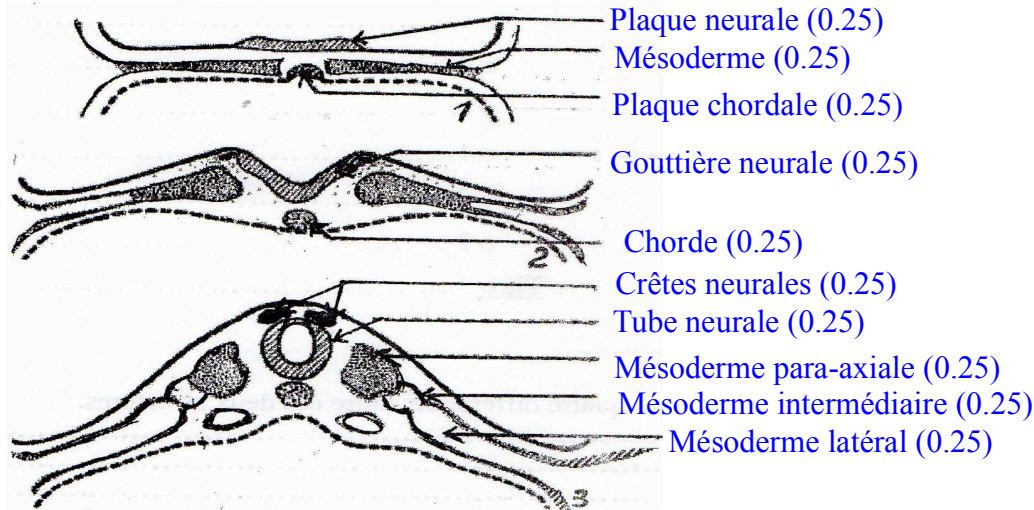 Plaque neurale (0.25)
Mésoderme (0.25)
Plaque chordale (0.25)
1
Gouttière neurale (0.25)
Chorde (0.25)
2
Crêtes neurales (0.25)
Tube neurale (0.25)
Mésoderme para-axiale (0.25)
Mésoderme intermédiaire (0.25)
Mésoderme latéral (0.25)
3